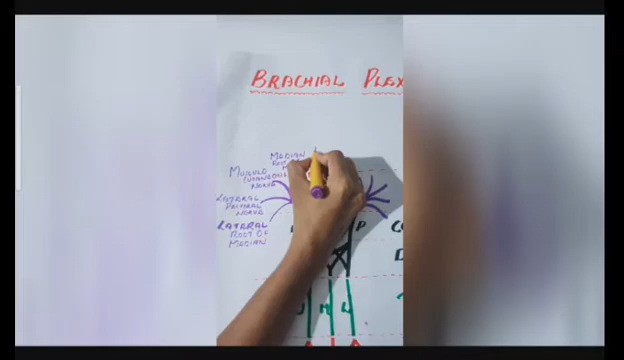 BRACHIAL PLEX
MEDIAN
ROOT
MUSCULO
CUTANEOUS
NERVE
LATERAL
PECTORAL
NERVE
LATERAL
ROOT OF
MEDIAN
P
U M L